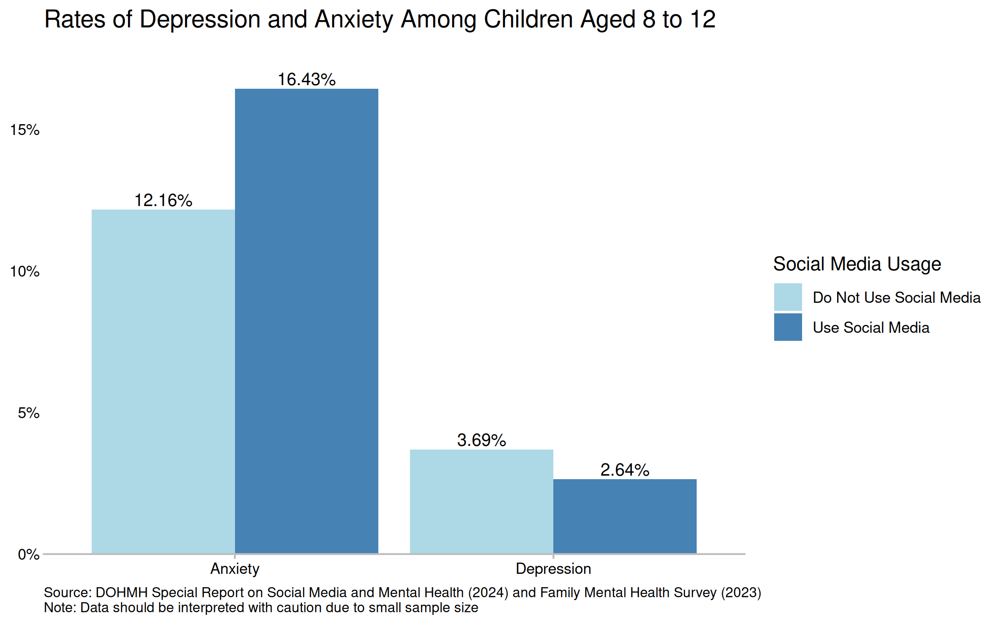 Rates of Depression and Anxiety Among Children Aged 8 to 12
16.43%
15%
12.16%
10%
Social Media Usage
Do Not Use Social Media
Use Social Media
5%
3.69%
2.64%
0%
Anxiety
Depression
Source: DOHMH Special Report on Social Media and Mental Health (2024) and Family Mental Health Survey (2023)
Note: Data should be interpreted with caution due to small sample size